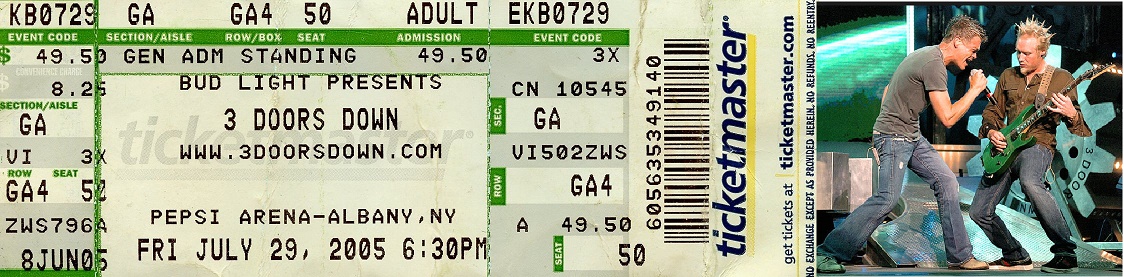 KB0729 GA GA4 50 ADULT EKB0729
EVENT CODE SECTION/AISLE ROW/BOX SEAT ADMISSION EVENT CODE
$ 49.50 GEN ADM STANDING 49.50 3X
CONVENIENCE CHARGE
$ 8.25 BUD LIGHT PRESENTS CN 10545
SECTION/AISLE
GA 3 DOORS DOWN SEC. GA
ticketmaster
VI 3X WWW.3DOORSDOWN.COM VI502ZWS
ROW SEAT
GA4 50 ROW GA4
ZWS796A PEPSI ARENA-ALBANY,NY A 49.50
8JUN05 FRI JULY 29, 2005 6:30PM SEAT 50
605635349140
ticketmaster
get tickets at ticketmaster.com
NO EXCHANGE EXCEPT AS PROVIDED HEREIN, NO REFUNDS, NO REENTRY.
3 DOO